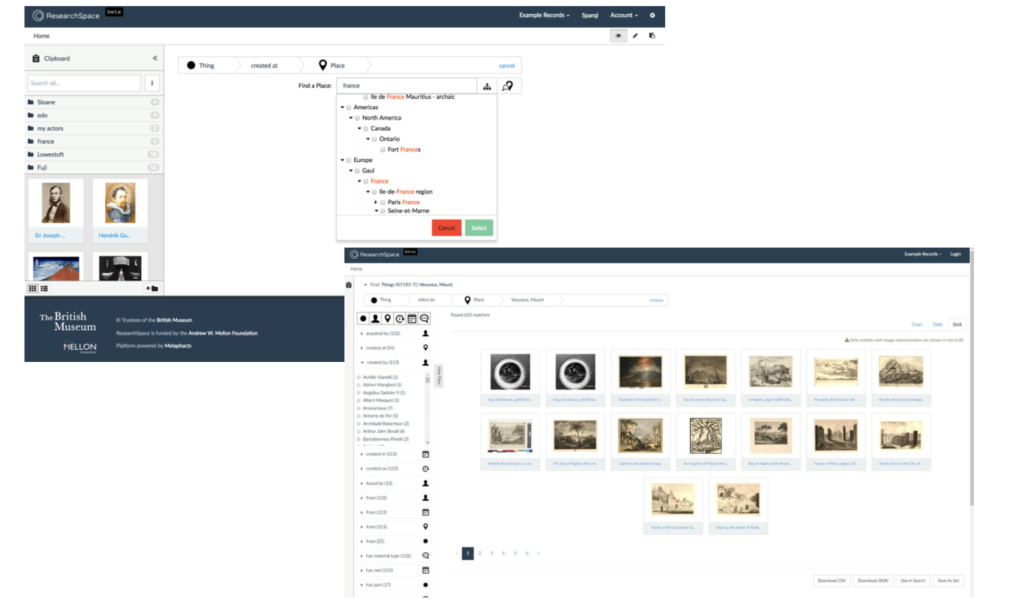 ResearchSpace beta
Example Records
Sparql
Account
Home
Clipboard
Thing
created at
Place
cancel
Search all...
Find a Place:
france
Sloane
edo
my actors
france
Lowestoft
Fuji
Ile de France Mauritius - archaic
Americas
North America
Canada
Ontario
Fort Frances
Europe
Gaul
France
Ile-de-France region
Paris France
Seine-et-Marne
Cancel
Select
Sir Joseph ...
Hendrik Go...
The British
Museum
MELLON
© Trustees of the British Museum
ResearchSpace is funded by the Andrew W. Mellon Foundation
Platform powered by Metaphacts
ResearchSpace beta
Example Records
Login
Home
Find: Things REFERS TO Vesuvius, Mount
Thing
refers to
Place
Vesuvius, Mount
remove
Found 625 matches
Chart
Table
Grid
Only entities with image representation are shown in the Grid
Hide Filter
acquired by (132)
created at (54)
created by (113)
Achille Vianelli (1)
Adrien Manglard (1)
Aegidius Sadeler II (1)
Albert Marquet (1)
Anonymous (7)
Antoine de Fer (1)
Archibald Robertson (2)
Arthur John Strutt (6)
Bartolommeo Pinelli (3)
created in (115)
created on (115)
found by (13)
from (132)
from (115)
from (115)
from (25)
has material type (132)
has met (115)
has part (17)
1 2 3 4 5 6
Download CSV
Download JSON
Use in Search
Save As Set